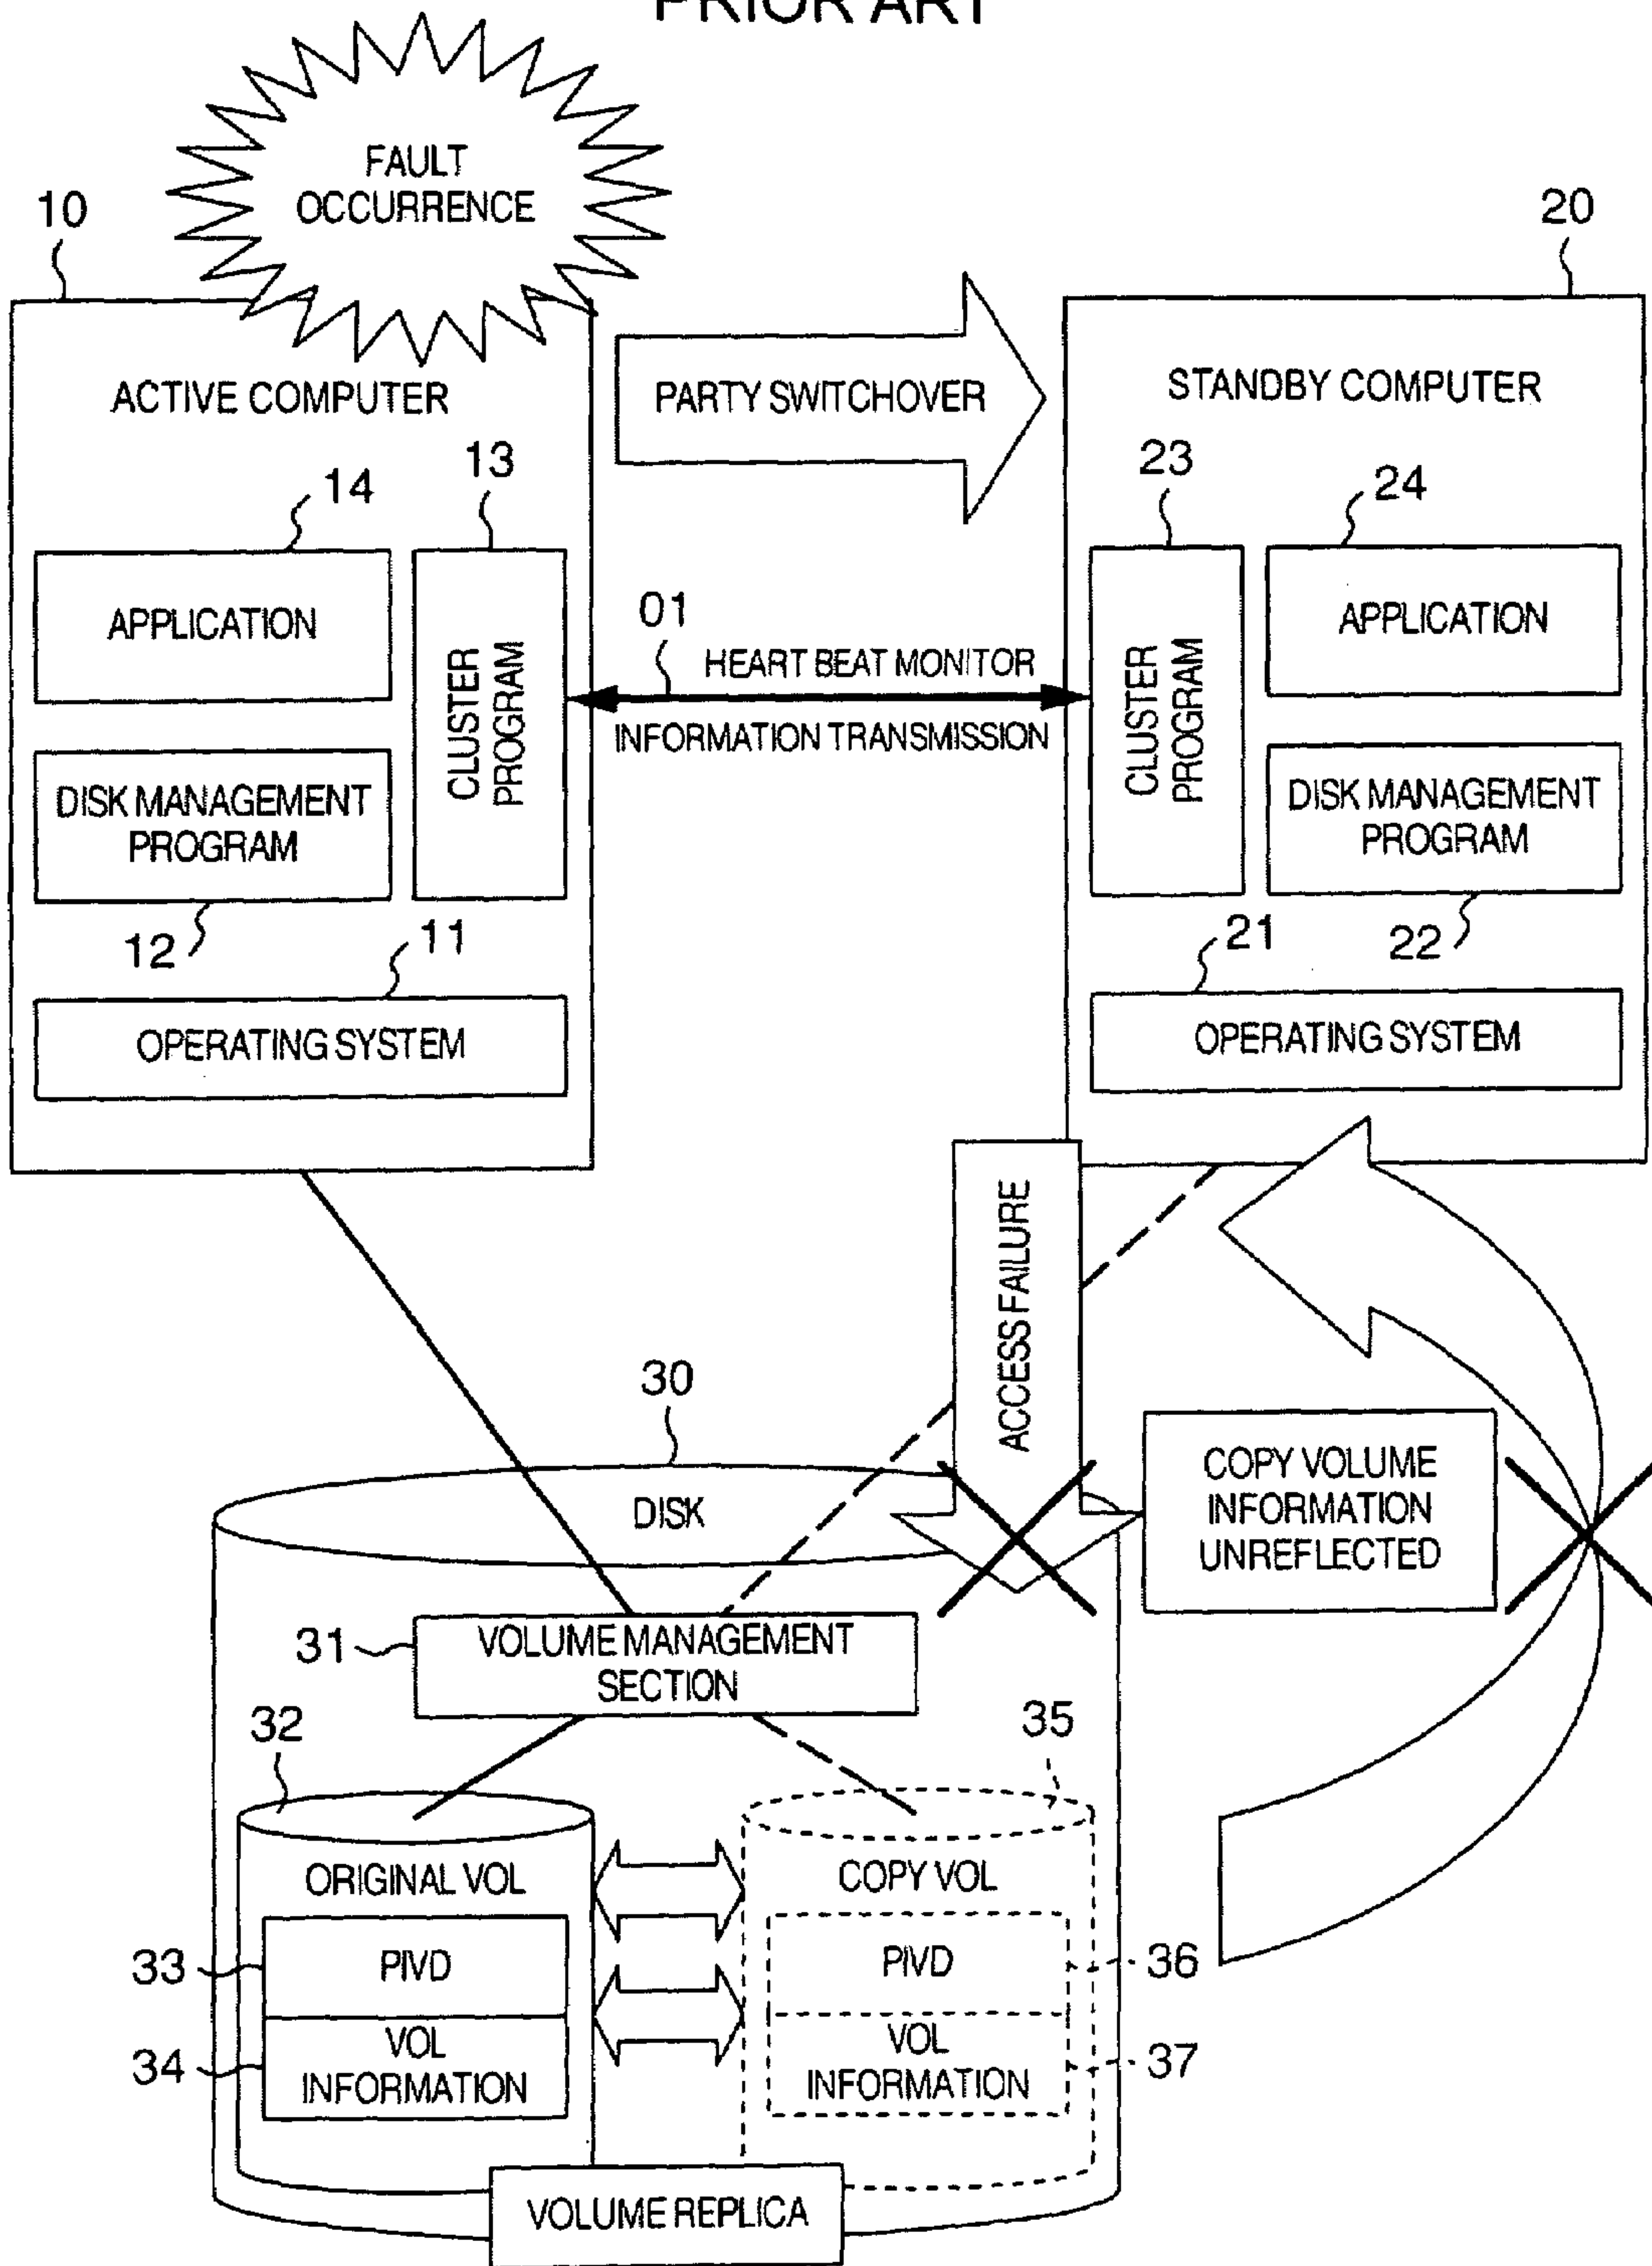 PRIOR ART
FAULT
OCCURRENCE
10
20
ACTIVE COMPUTER
PARTY SWITCHOVER
STANDBY COMPUTER
14
13
23
24
APPLICATION
CLUSTER
PROGRAM
01
HEART BEAT MONITOR
INFORMATION TRANSMISSION
CLUSTER
PROGRAM
APPLICATION
DISK MANAGEMENT
PROGRAM
DISK MANAGEMENT
PROGRAM
12
11
21
22
OPERATING SYSTEM
OPERATING SYSTEM
ACCESS FAILURE
30
DISK
COPY VOLUME
INFORMATION
UNREFLECTED
31
VOLUME MANAGEMENT
SECTION
32
35
ORIGINAL VOL
COPY VOL
33
PIVD
PIVD
36
34
VOL
INFORMATION
VOL
INFORMATION
37
VOLUME REPLICA